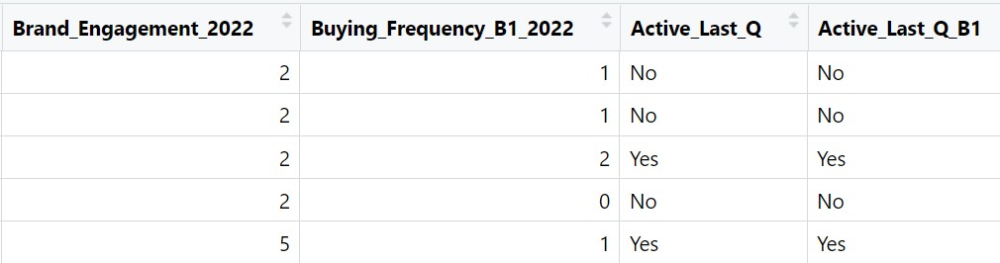 Brand_Engagement_2022 Buying_Frequency_B1_2022 Active_Last_Q Active_Last_Q_B1
2 1 No No
2 1 No No
2 2 Yes Yes
2 0 No No
5 1 Yes Yes